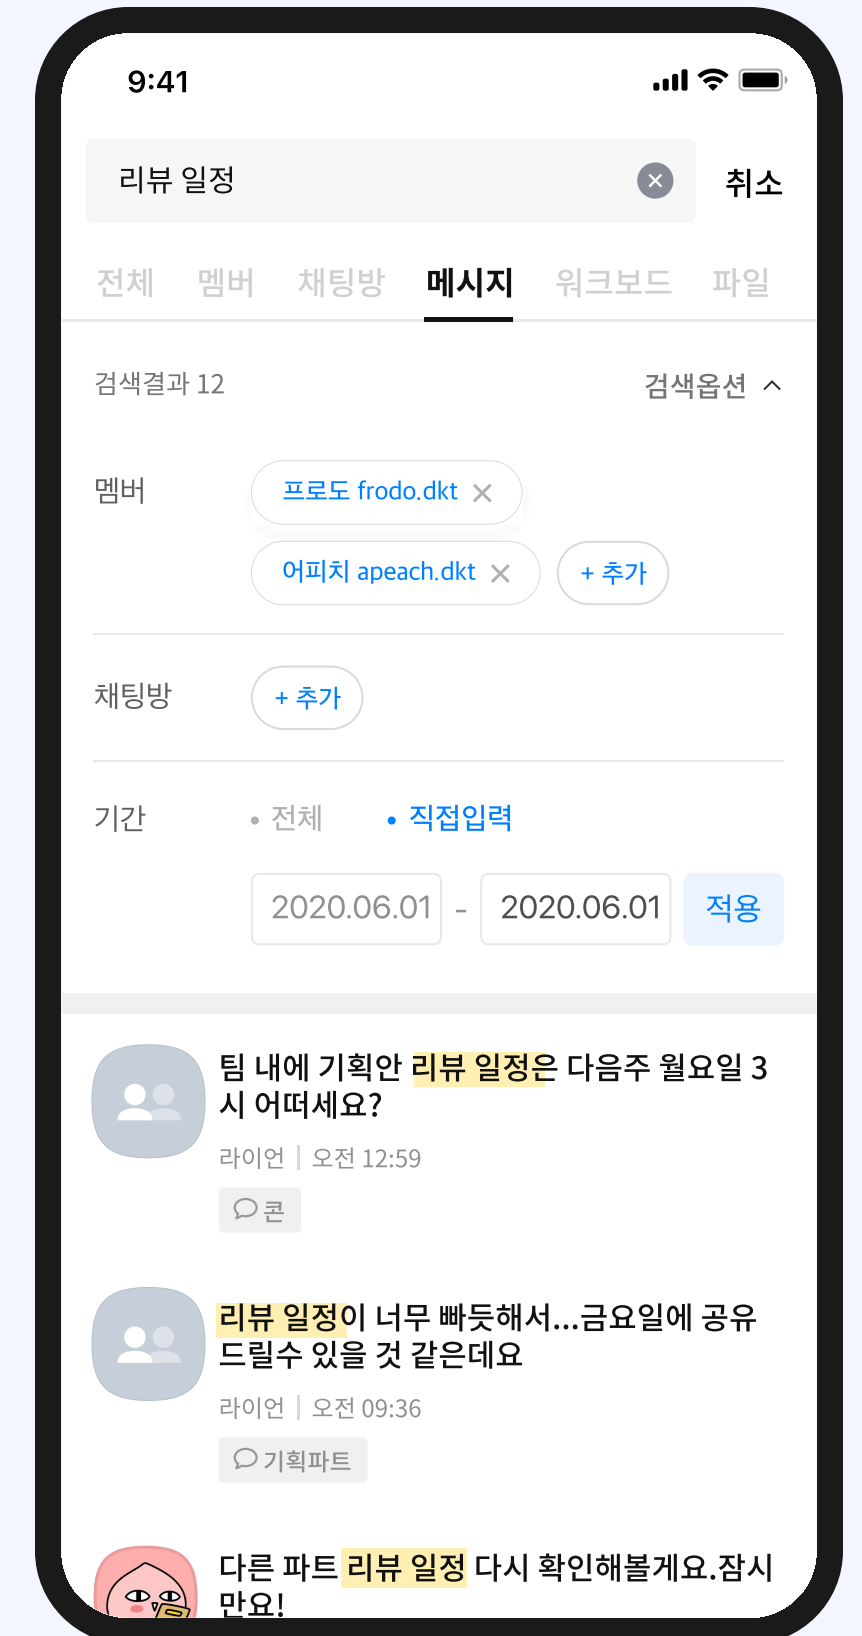 9:41
리뷰 일정
취소
전체 멤버 채팅방 메시지 워크보드 파일
검색결과 12
검색옵션
멤버
프로도 frodo.dkt
어피치 apeach.dkt
+ 추가
채팅방
+ 추가
기간
• 전체
• 직접입력
2020.06.01 - 2020.06.01
적용
팀 내에 기획안 리뷰 일정은 다음주 월요일 3
시 어떠세요?
라이언 | 오전 12:59
콘
리뷰 일정이 너무 빠듯해서...금요일에 공유
드릴수 있을 것 같은데요
라이언 | 오전 09:36
기획파트
다른 파트 리뷰 일정 다시 확인해볼게요.잠시
만요!